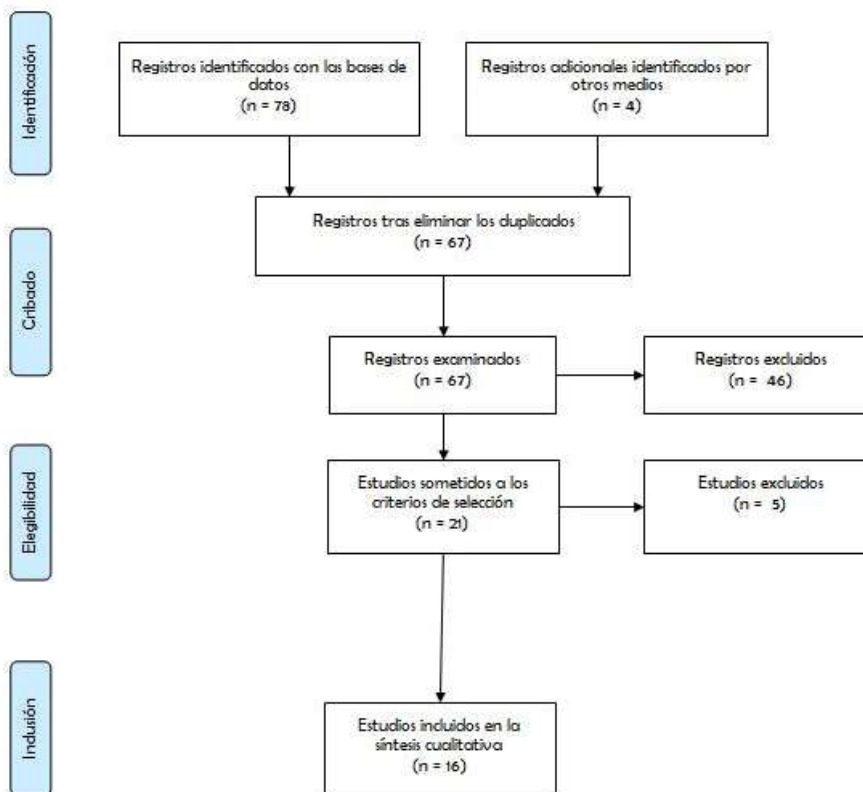 Identificación
Registros identificados con las bases de
datos
(n = 78)
Registros adicionales identificados por
otros medios
(n = 4)
Registros tras eliminar los duplicados
(n = 67)
Cribado
Registros examinados
(n = 67)
Registros excluidos
(n = 46)
Elegibilidad
Estudios sometidos a los
criterios de selección
(n = 21)
Estudios excluidos
(n = 5)
Inclusión
Estudios incluidos en la
síntesis cualitativa
(n = 16)